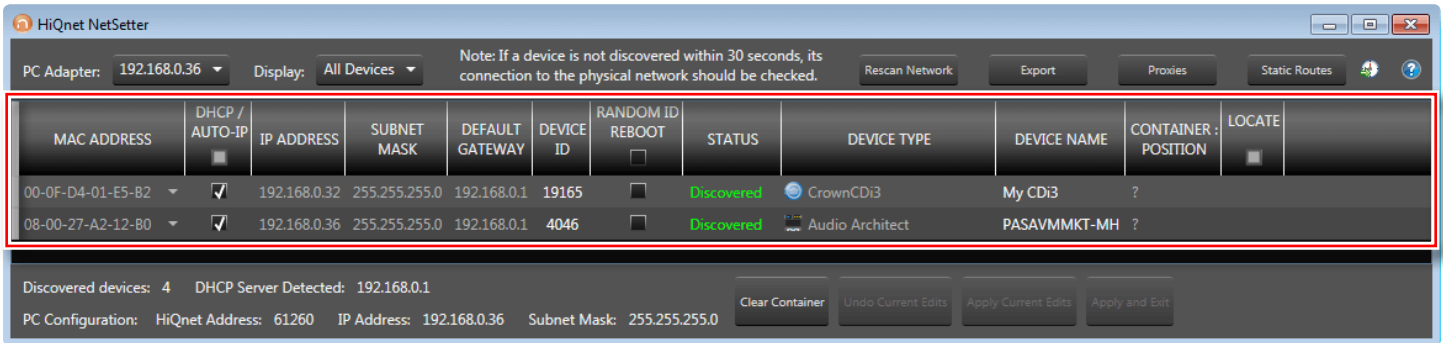 HiQnet NetSetter
PC Adapter: 192.168.0.36 Display: All Devices Note: If a device is not discovered within 30 seconds, its connection to the physical network should be checked. Rescan Network Export Proxies Static Routes ?
MAC ADDRESS DHCP / AUTO-IP IP ADDRESS SUBNET MASK DEFAULT GATEWAY DEVICE ID RANDOM ID REBOOT STATUS DEVICE TYPE DEVICE NAME CONTAINER : POSITION LOCATE
00-0F-D4-01-E5-B2 192.168.0.32 255.255.255.0 192.168.0.1 19165 Discovered CrownCDi3 My CDi3 ?
08-00-27-A2-12-B0 192.168.0.36 255.255.255.0 192.168.0.1 4046 Discovered Audio Architect PASAVMMKT-MH ?
Discovered devices: 4 DHCP Server Detected: 192.168.0.1
Clear Container Undo Current Edits Apply Current Edits Apply and Exit
PC Configuration: HiQnet Address: 61260 IP Address: 192.168.0.36 Subnet Mask: 255.255.255.0